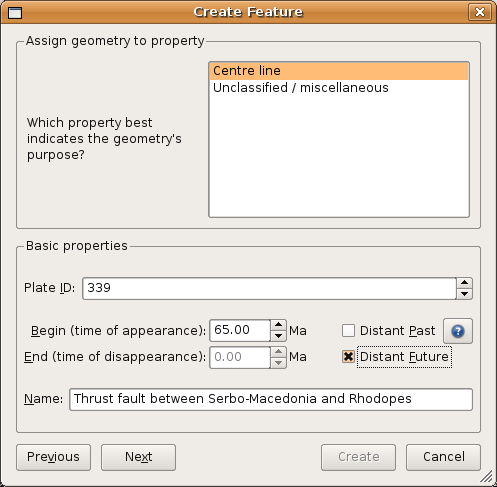 Create Feature
Assign geometry to property
Which property best
indicates the geometry's
purpose?
Centre line
Unclassified / miscellaneous
Basic properties
Plate ID: 339
Begin (time of appearance): 65.00 Ma Distant Past ?
End (time of disappearance): 0.00 Ma Distant Future
Name: Thrust fault between Serbo-Macedonia and Rhodopes
Previous Next Create Cancel